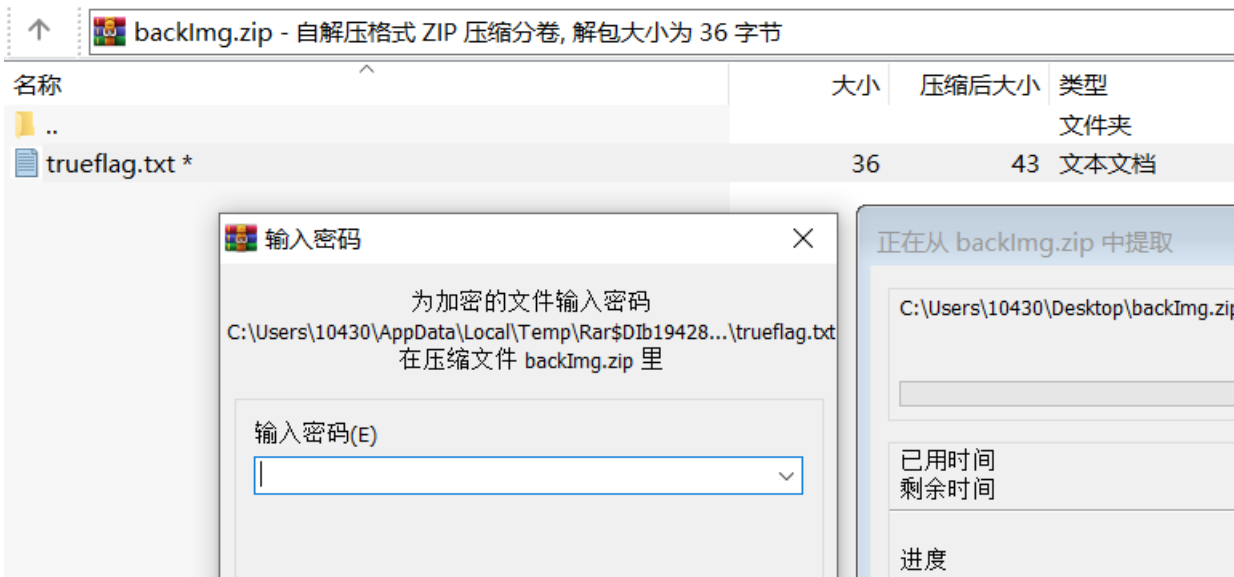 backImg.zip - 自解压格式 ZIP 压缩分卷, 解包大小为 36 字节
名称 大小 压缩后大小 类型
.. 文件夹
trueflag.txt * 36 43 文本文档
输入密码
为加密的文件输入密码
C:\Users\10430\AppData\Local\Temp\Rar$DIb19428...\trueflag.txt
在压缩文件 backImg.zip 里
输入密码(E)
正在从 backImg.zip 中提取
C:\Users\10430\Desktop\backImg.zip
已用时间
剩余时间
进度